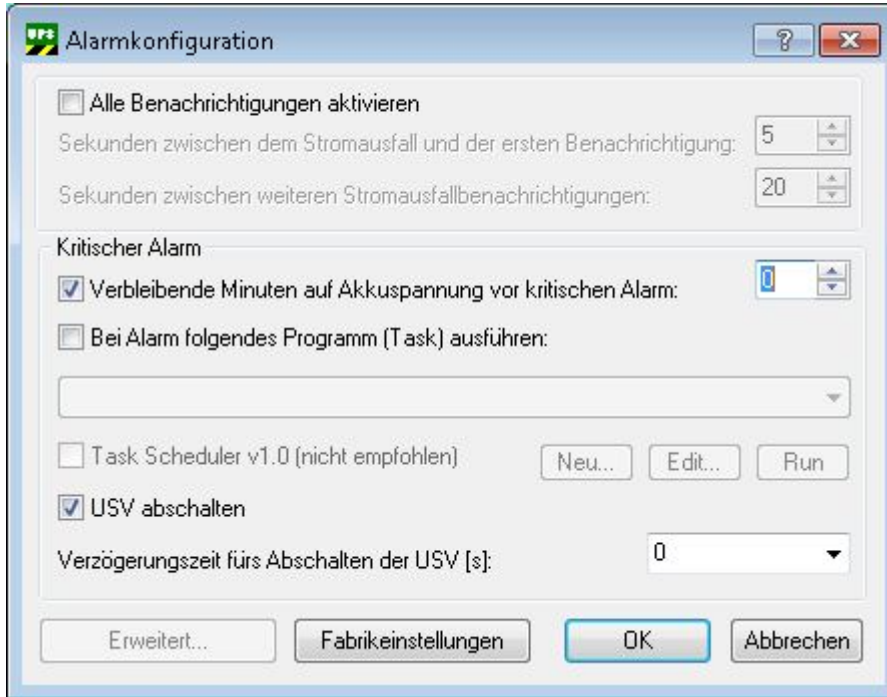 UPS
Alarmkonfiguration
?
Alle Benachrichtigungen aktivieren
Sekunden zwischen dem Stromausfall und der ersten Benachrichtigung: 5
Sekunden zwischen weiteren Stromausfallbenachrichtigungen: 20
Kritischer Alarm
Verbleibende Minuten auf Akkuspannung vor kritischen Alarm: 0
Bei Alarm folgendes Programm (Task) ausführen:
Task Scheduler v1.0 (nicht empfohlen) Neu... Edit... Run
USV abschalten
Verzögerungszeit fürs Abschalten der USV [s]: 0
Erweitert... Fabrikeinstellungen OK Abbrechen